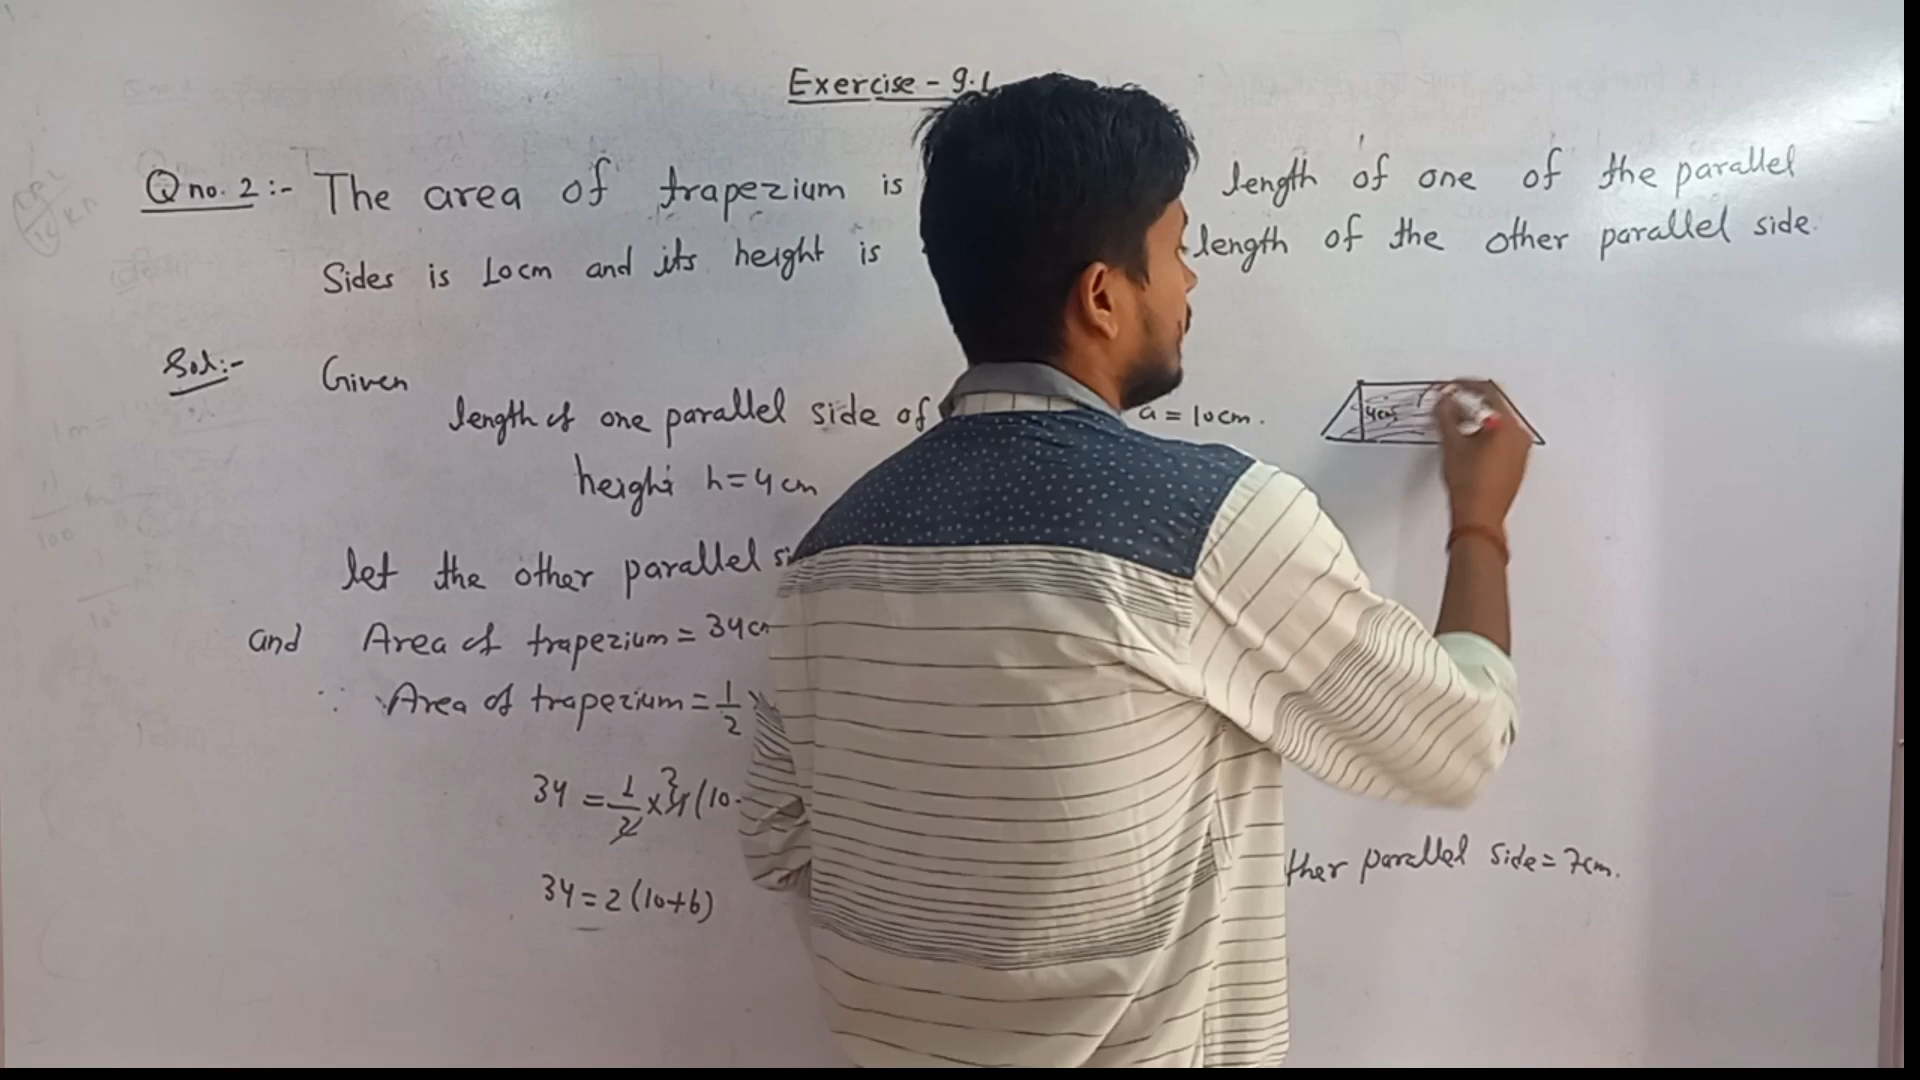 Exercise - 9.1
Q no. 2 :- The area of trapezium is length of one of the parallel
Sides is 10cm and its height is length of the other parallel side.
Sol :- Given
length of one parallel side of a = 10cm.
4cm
height h = 4cm
let the other parallel
and Area of trapezium = 34c
∵ Area of trapezium = 1/2
34 = 1/2 × 4 (10
34 = 2 (10+b)
ther parallel side = 7cm.